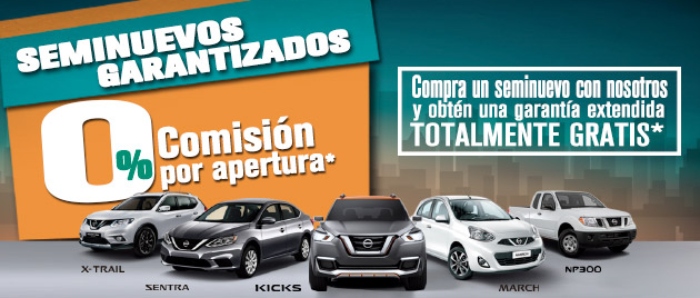 SEMINUEVOS
GARANTIZADOS
0% Comisión
por apertura*
Compra un seminuevo con nosotros
y obtén una garantía extendida
TOTALMENTE GRATIS*
X-TRAIL
SENTRA
KICKS
MARCH
NP300